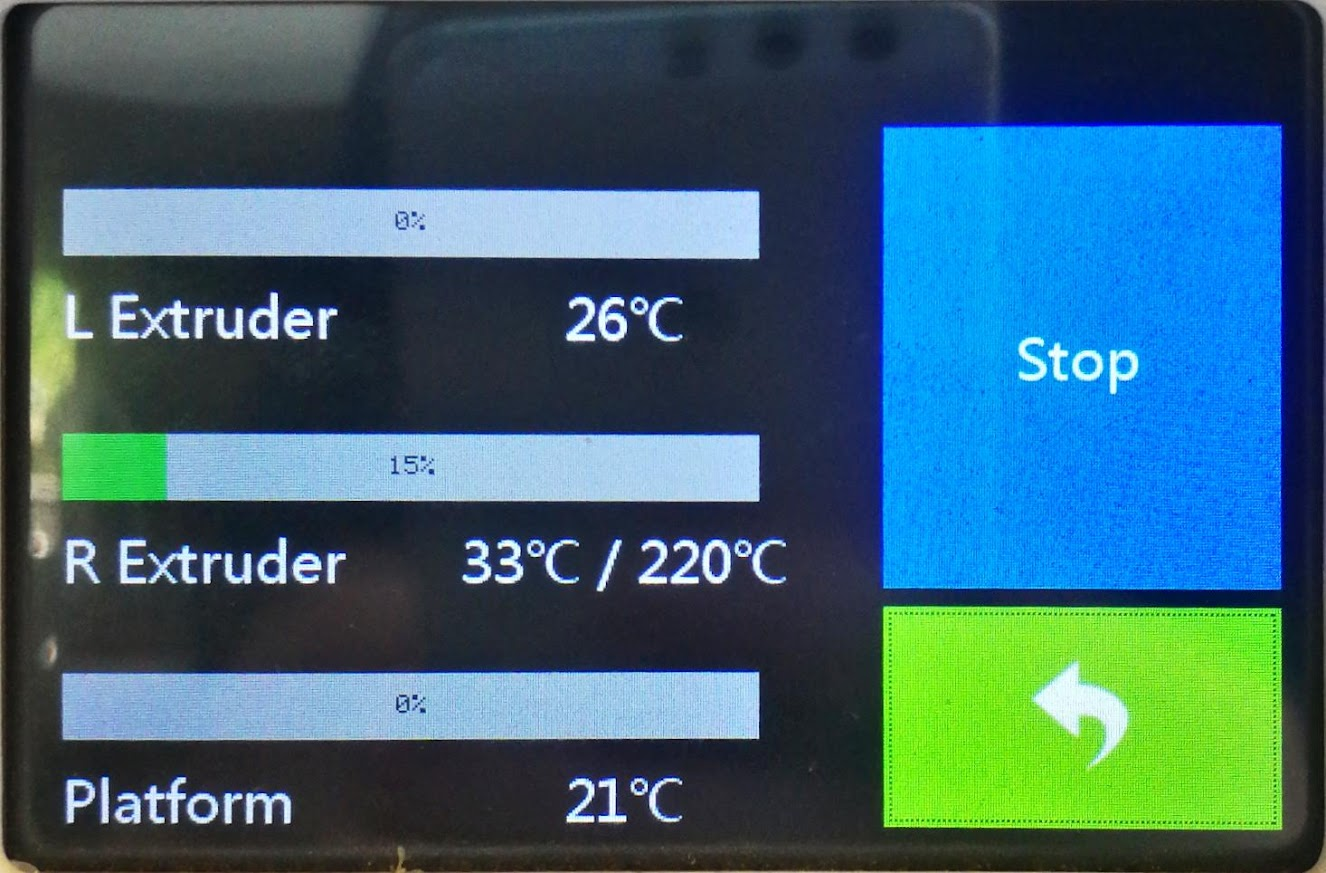 0%
L Extruder 26℃
15%
R Extruder 33℃ / 220℃
0%
Platform 21℃
Stop